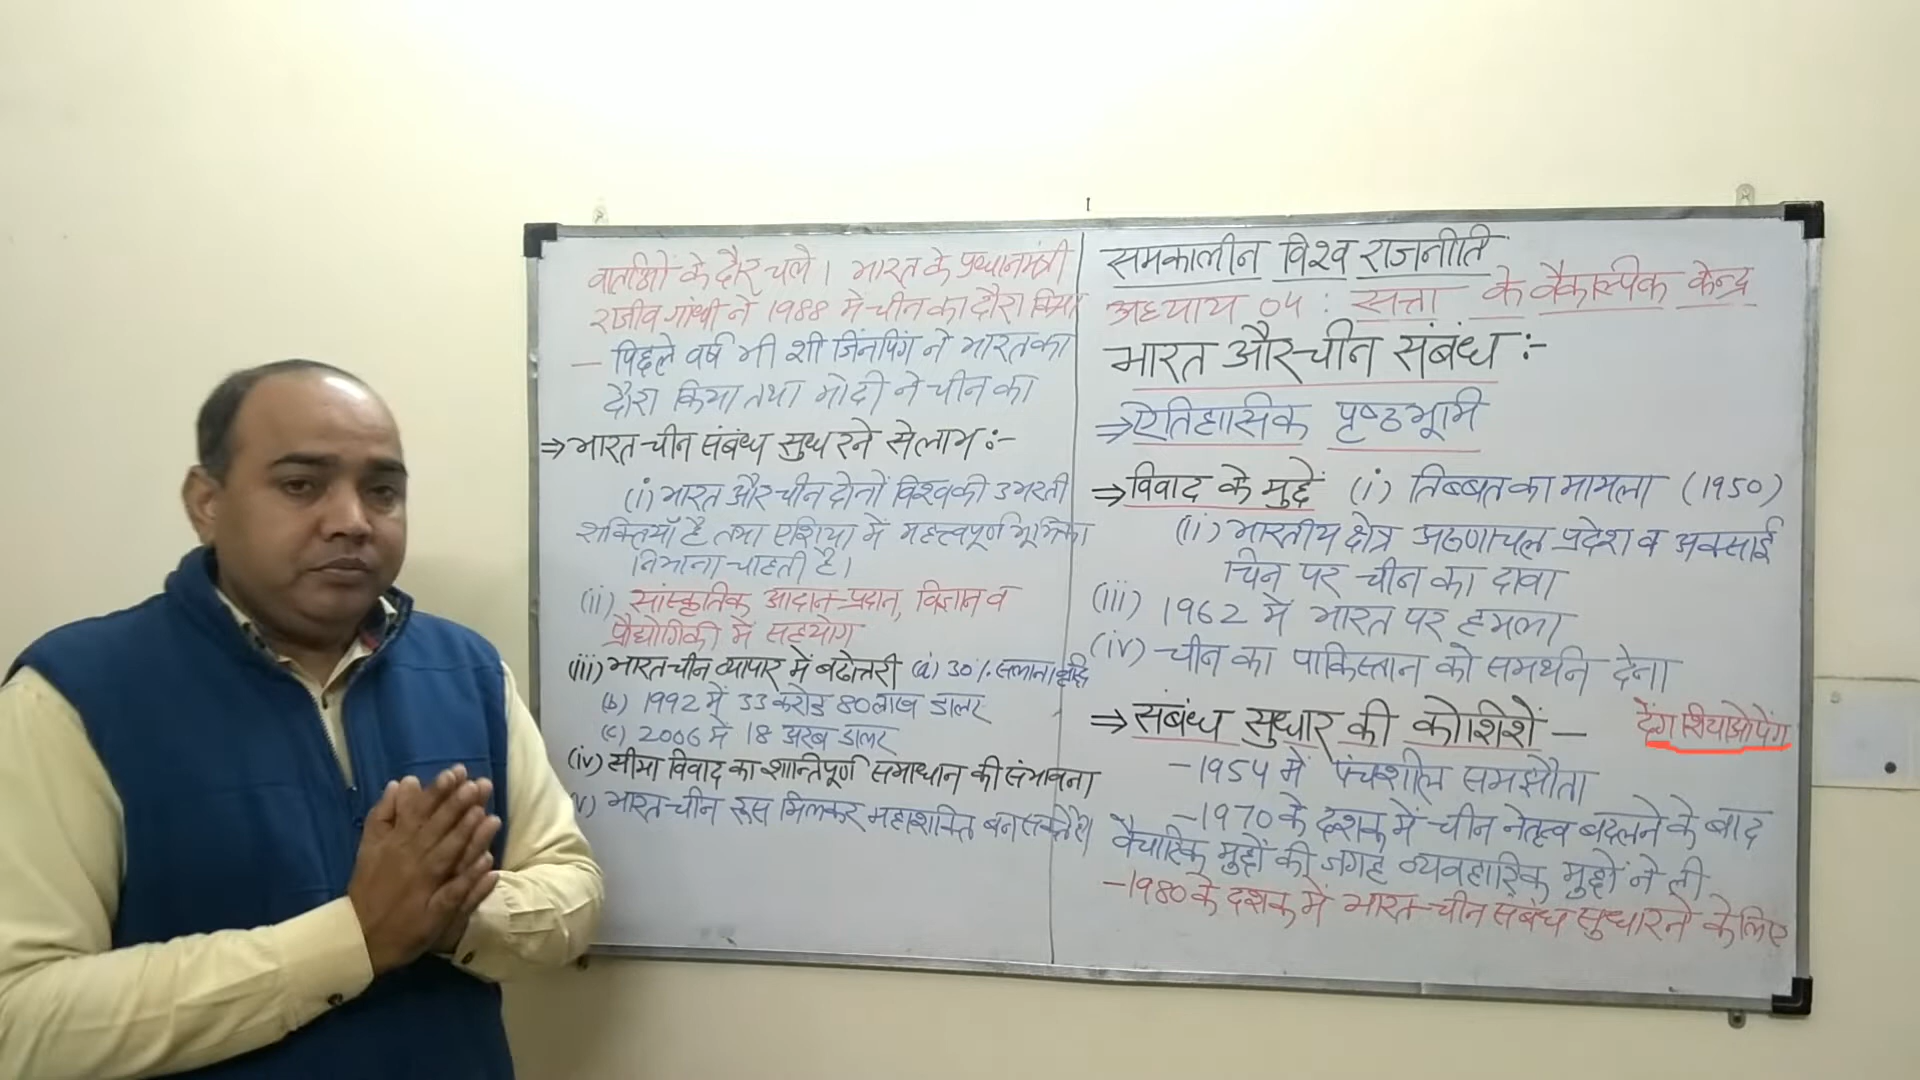 समकालीन विश्व राजनीति
अध्याय 04 : सत्ता के वैकल्पिक केन्द्र
भारत और चीन संबंध :-
⇒ ऐतिहासिक पृष्ठभूमि
⇒ विवाद के मुद्दें (i) तिब्बत का मामला (1950)
(ii) भारतीय क्षेत्र अरुणाचल प्रदेश व अक्साई
चिन पर चीन का दावा
(iii) 1962 में भारत पर हमला
(iv) चीन का पाकिस्तान को समर्थन देना
⇒ संबंध सुधार की कोशिशें – देंग शियाओपेंग
- 1954 में पंचशील समझौता
- 1970 के दशक में चीन नेतृत्व बदलने के बाद
वैचारिक मुद्दों की जगह व्यवहारिक मुद्दों ने ली
- 1980 के दशक में भारत-चीन संबंध सुधारने के लिए
वार्ताओं के दौर चले। भारत के प्रधानमंत्री
राजीव गांधी ने 1988 में चीन का दौरा किया
- पिछले वर्ष भी शी जिंनपिंग ने भारत का
दौरा किया तथा मोदी ने चीन का
⇒ भारत चीन संबंध सुधरने से लाभ :-
(i) भारत और चीन दोनों विश्व की उभरती
शक्तियाँ है तथा एशिया में महत्त्वपूर्ण भूमिका
निभाना चाहती है।
(ii) सांस्कृतिक आदान-प्रदान, विज्ञान व
प्रौद्योगिकी में सहयोग
(iii) भारत चीन व्यापार में बढोत्तरी (a) 30% सलाना वृद्धि
(b) 1992 में 33 करोड़ 80 लाख डालर
(c) 2006 में 18 अरब डालर
(iv) सीमा विवाद का शान्तिपूर्ण समाधान की संभावना
v) भारत-चीन रूस मिलकर महाशक्ति बन सकते है।